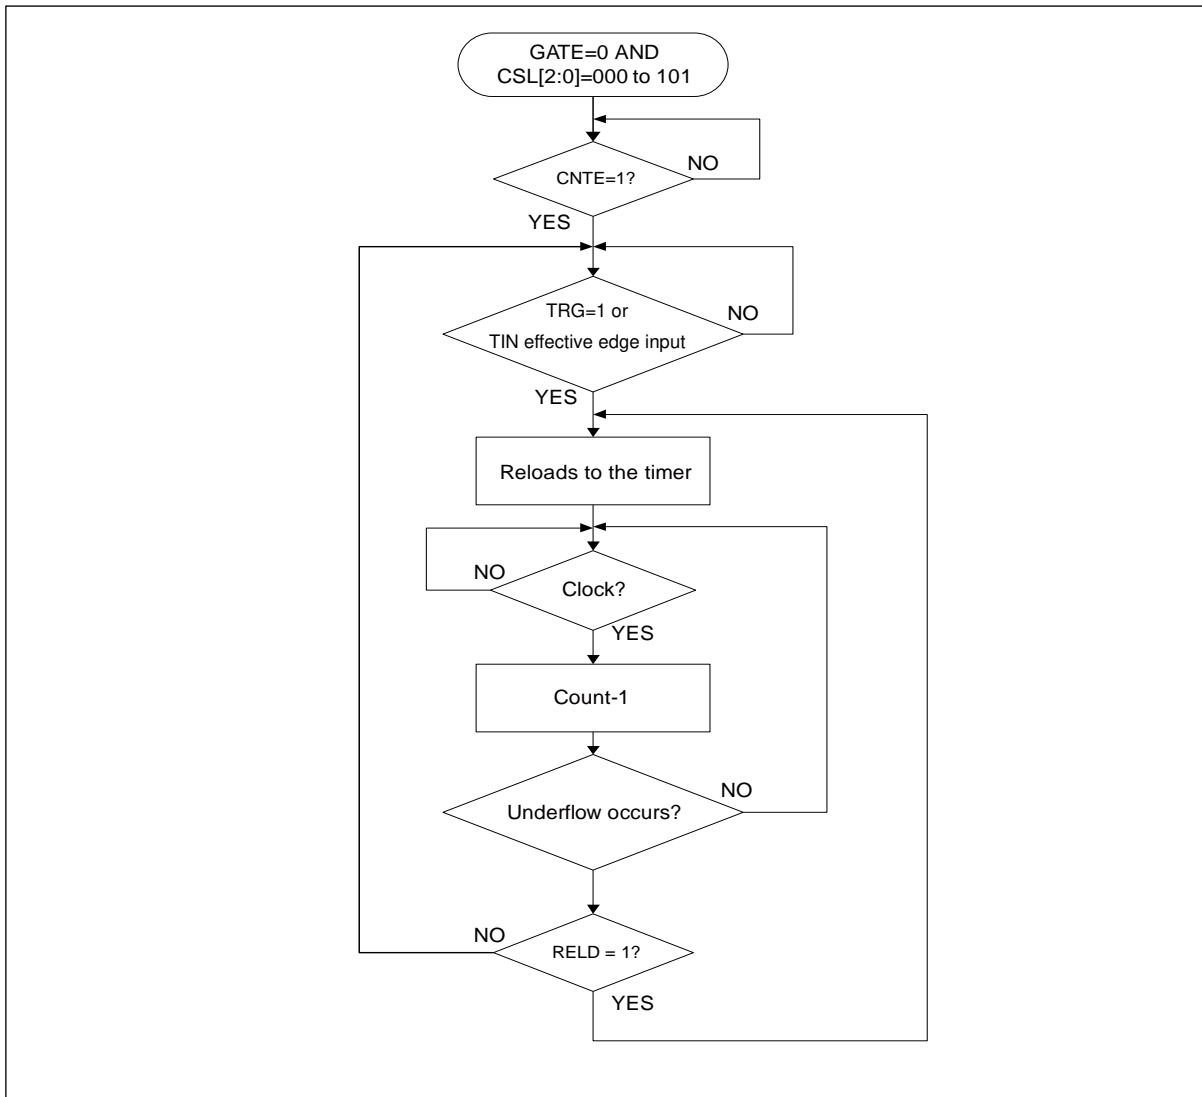 GATE=0 AND
CSL[2:0]=000 to 101
NO
CNTE=1?
YES
TRG=1 or
NO
TIN effective edge input
YES
Reloads to the timer
NO
Clock?
YES
Count-1
NO
Underflow occurs?
NO
RELD = 1?
YES